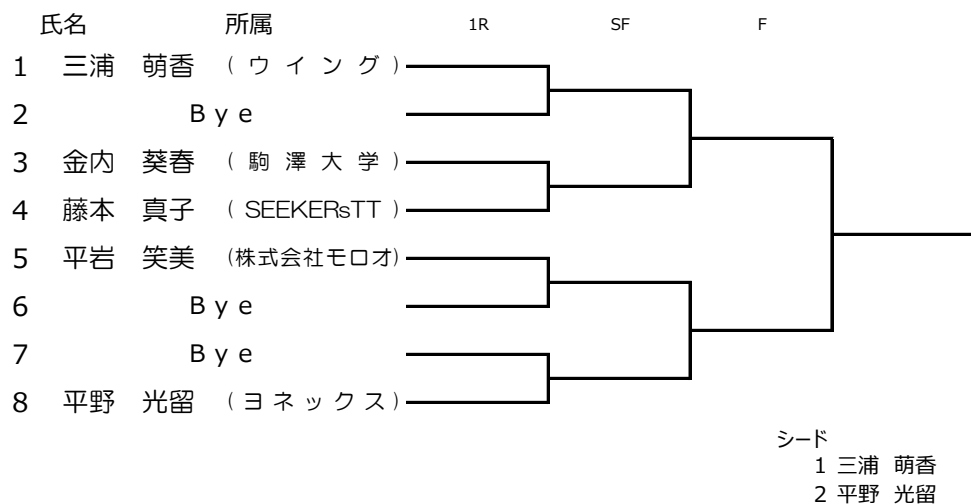 氏名 所属 1R SF F
1 三浦 萌香 (ウイング)
2 Bye
3 金内 葵春 (駒澤大学)
4 藤本 真子 (SEEKERsTT)
5 平岩 笑美 (株式会社モロオ)
6 Bye
7 Bye
8 平野 光留 (ヨネックス)
シード
1 三浦 萌香
2 平野 光留